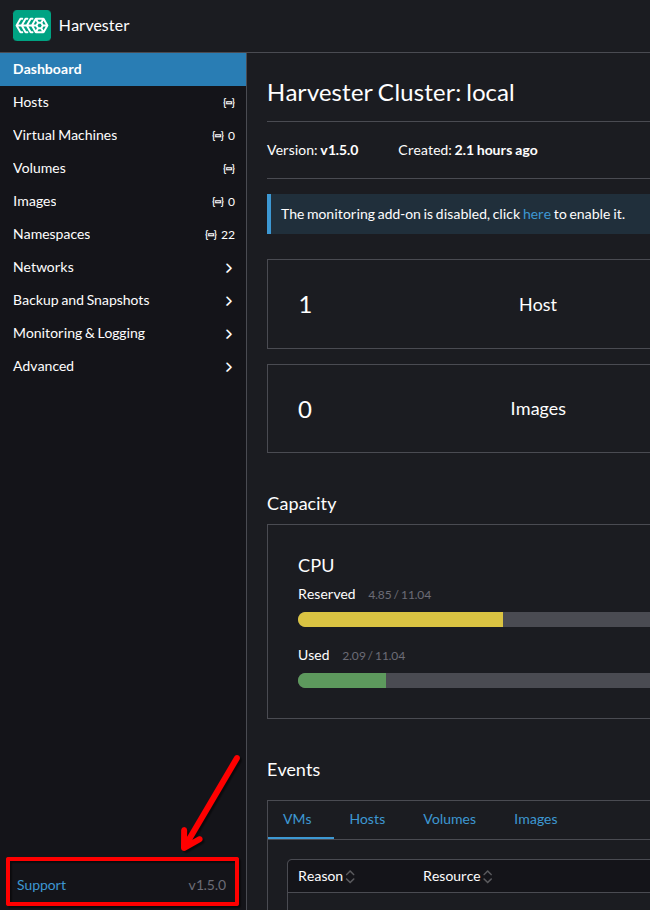 Harvester
Dashboard
Hosts
Virtual Machines 0
Volumes
Images 0
Namespaces 22
Networks
Backup and Snapshots
Monitoring & Logging
Advanced
Support v1.5.0
Harvester Cluster: local
Version: v1.5.0 Created: 2.1 hours ago
The monitoring add-on is disabled, click here to enable it.
1 Host
0 Images
Capacity
CPU
Reserved 4.85 / 11.04
Used 2.09 / 11.04
Events
VMs Hosts Volumes Images
Reason Resource